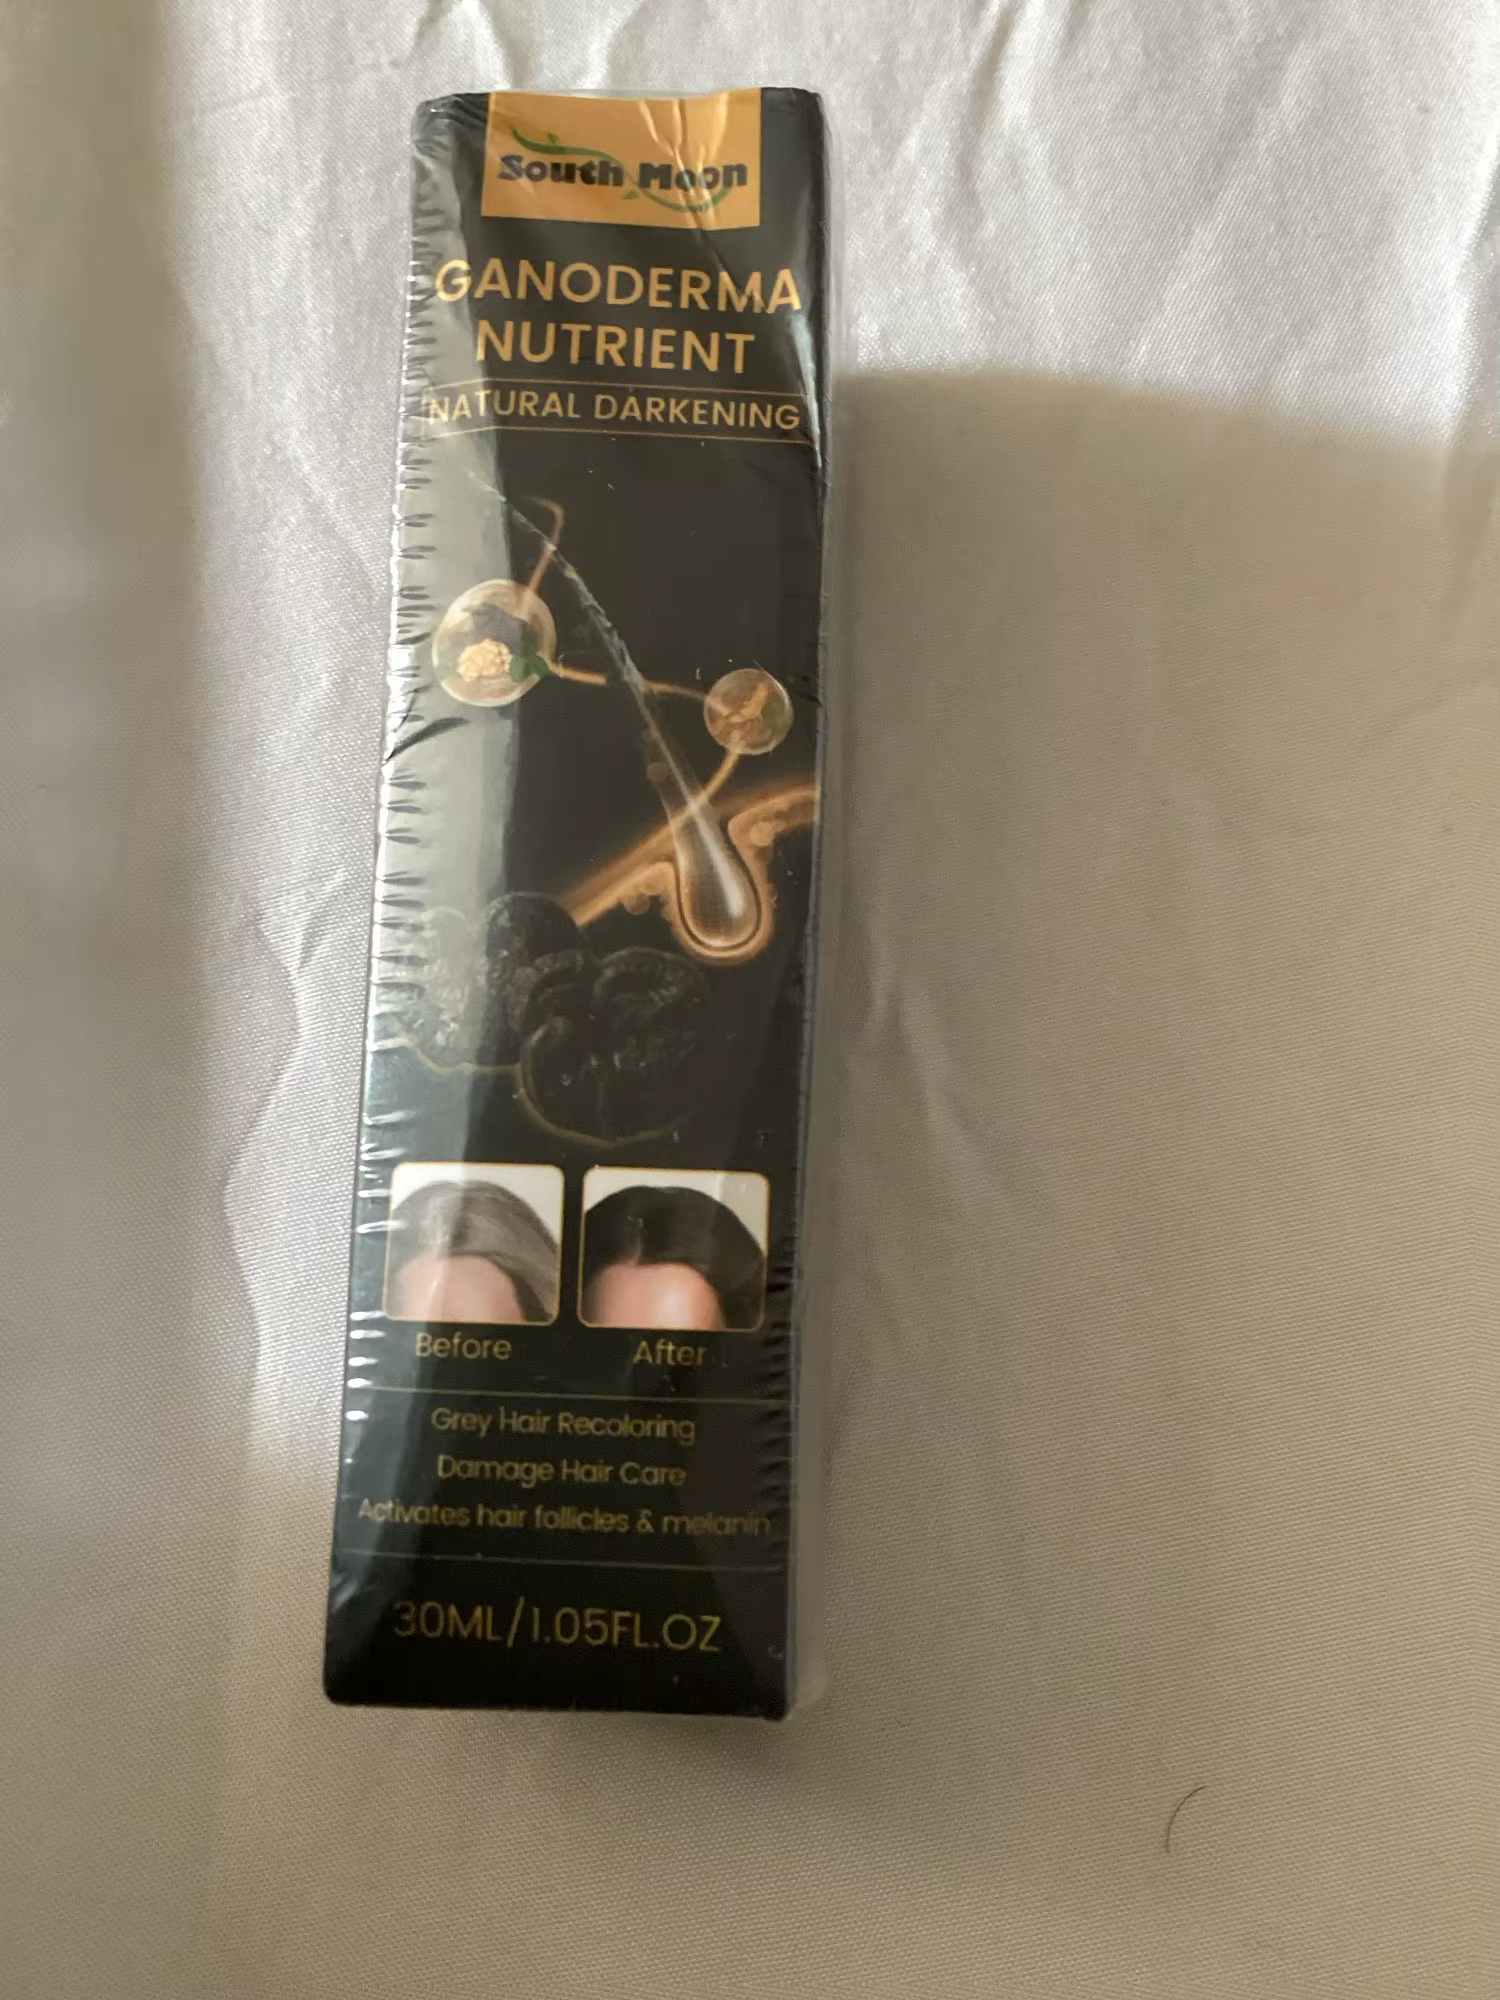 South Moon
GANODERMA
NUTRIENT
NATURAL DARKENING
Before
After
Grey Hair Recoloring
Damage Hair Care
Activates hair follicles & melanin
30ML/1.05FL.OZ